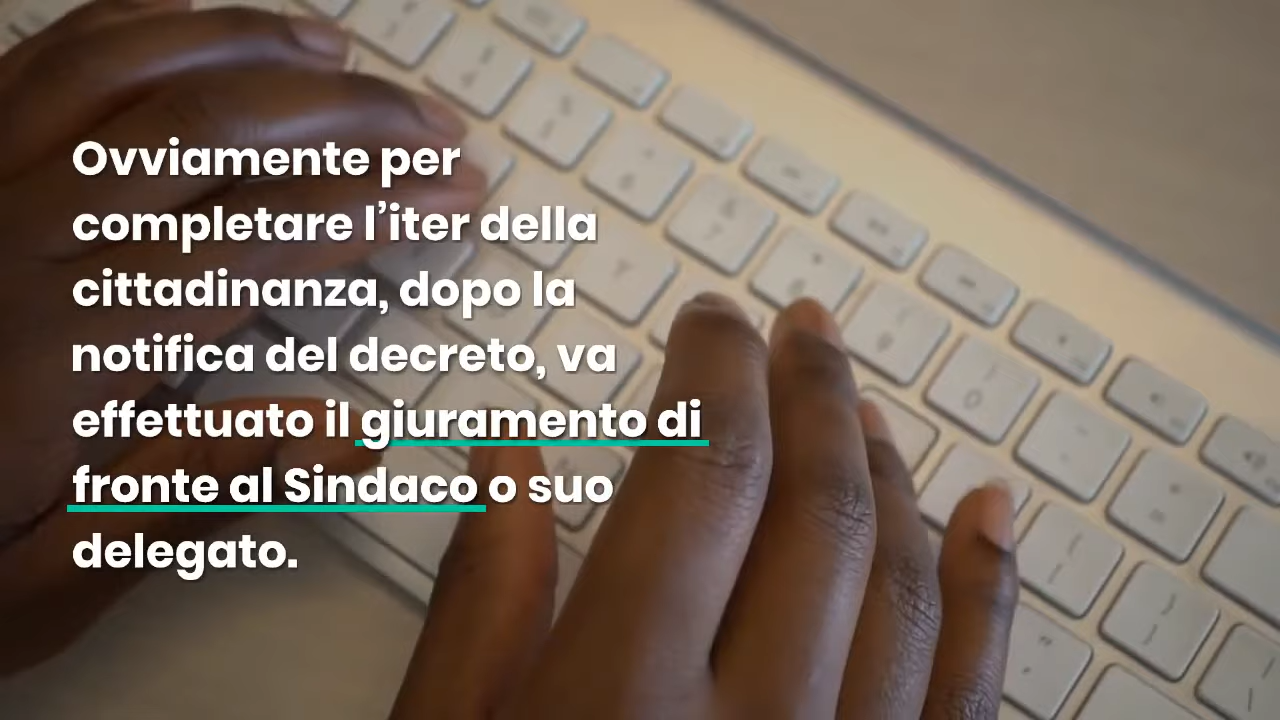 Ovviamente per
completare l’iter della
cittadinanza, dopo la
notifica del decreto, va
effettuato il giuramento di
fronte al Sindaco o suo
delegato.